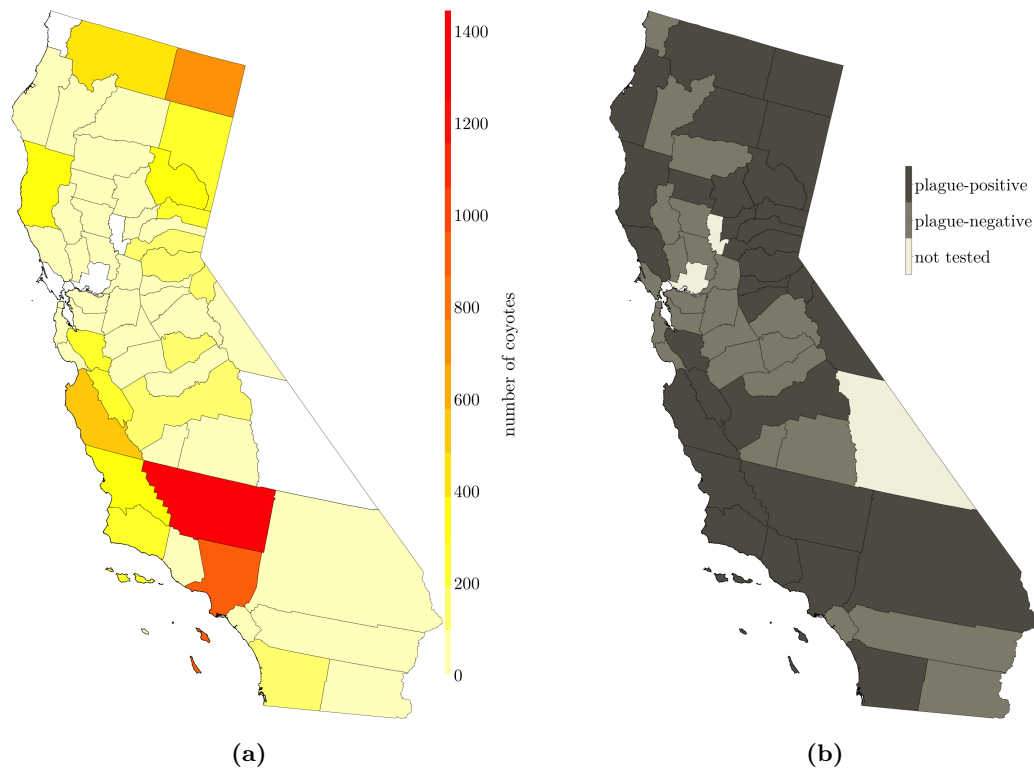 1400
1200
1000
800
600
400
200
0
number of coyotes
plague-positive
plague-negative
not tested
(a)
(b)